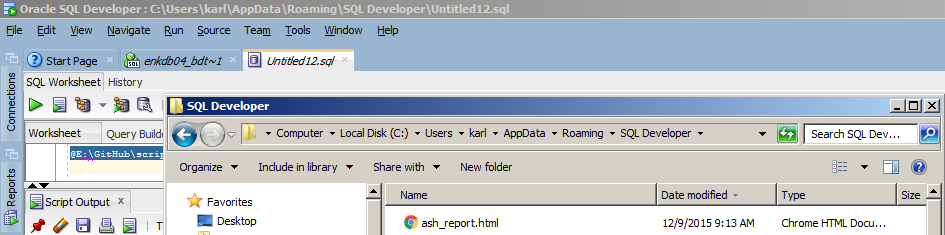 Oracle SQL Developer : C:\Users\karl\AppData\Roaming\SQL Developer\Untitled12.sql
File Edit View Navigate Run Source Team Tools Window Help
Start Page × enkdb04_bdt~1 × Untitled12.sql ×
SQL Worksheet History
Connections
Reports
SQL Developer
Computer Local Disk (C:) Users karl AppData Roaming SQL Developer Search SQL Dev...
Worksheet Query Builde
@E:\GitHub\scrip
Organize Include in library Share with New folder
Script Output ×
Favorites
Desktop
Name Date modified Type Size
ash_report.html 12/9/2015 9:13 AM Chrome HTML Docu...